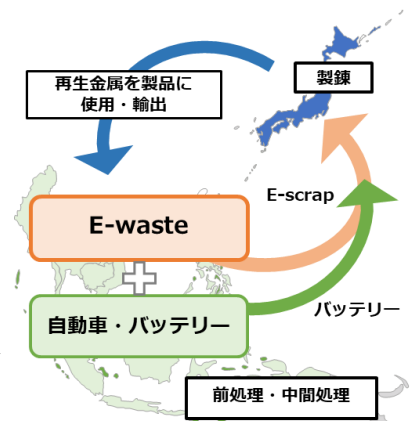 再生金属を製品に
使用・輸出
製錬
E-scrap
E-waste
バッテリー
自動車・バッテリー
前処理・中間処理